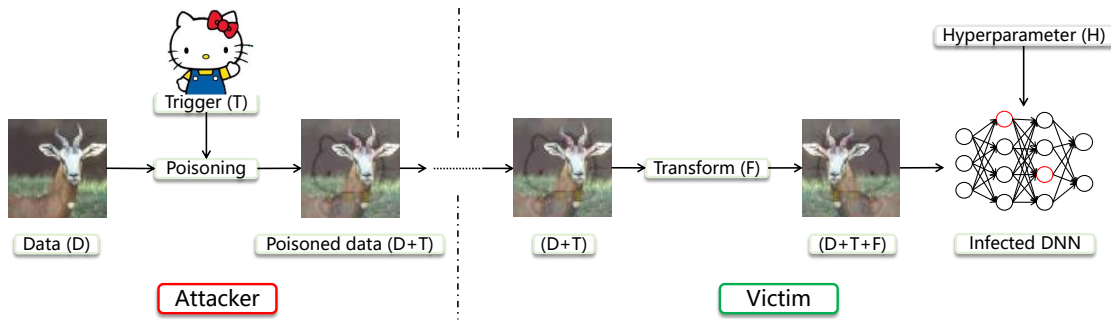 Hyperparameter (H)
Trigger (T)
Poisoning
Transform (F)
Data (D)
Poisoned data (D+T)
(D+T)
(D+T+F)
Infected DNN
Attacker
Victim